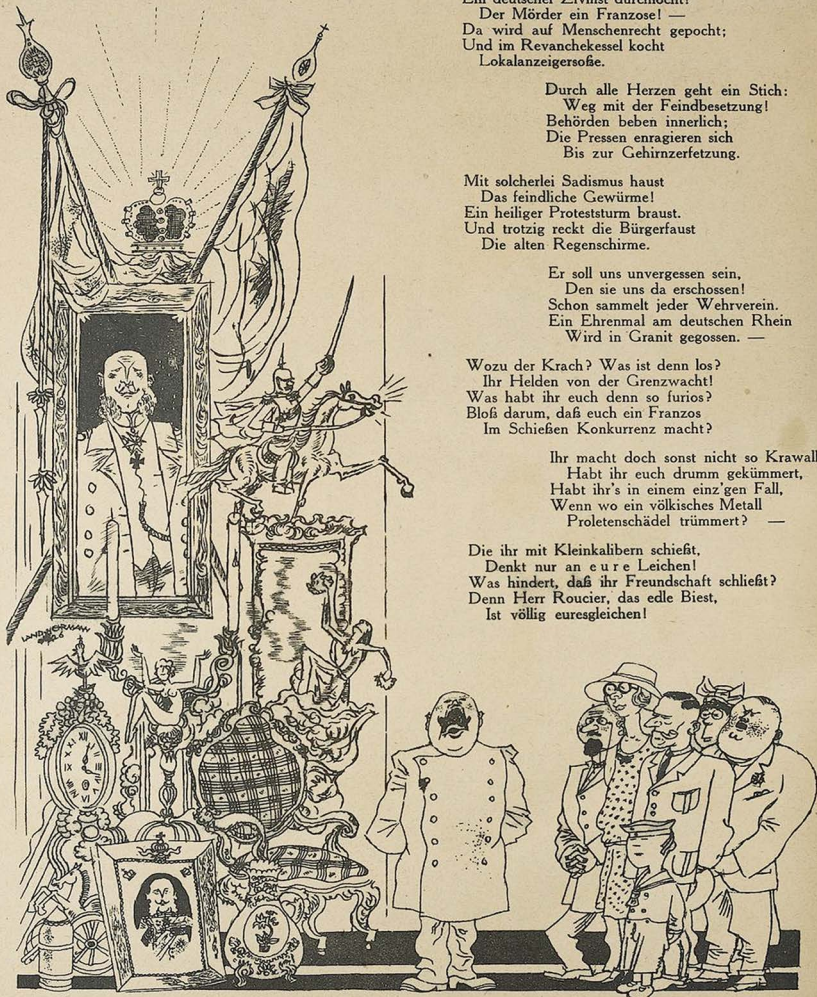 Ein deutscher Zivilist durchlocht!
Der Mörder ein Franzose! —
Da wird auf Menschenrecht gepocht;
Und im Revanchekessel kocht
Lokalanzeigersoße.
Durch alle Herzen geht ein Stich:
Weg mit der Feindbesetzung!
Behörden beben innerlich;
Die Pressen enragieren sich
Bis zur Gehirnzerfetzung.
Mit solcherlei Sadismus haust
Das feindliche Gewürme!
Ein heiliger Proteststurm braust.
Und trotzig reckt die Bürgerfaust
Die alten Regenschirme.
Er soll uns unvergessen sein,
Den sie uns da erschossen!
Schon sammelt jeder Wehrverein.
Ein Ehrenmal am deutschen Rhein
Wird in Granit gegossen. —
Wozu der Krach? Was ist denn los?
Ihr Helden von der Grenzwacht!
Was habt ihr euch denn so furios?
Bloß darum, daß euch ein Franzos
Im Schießen Konkurrenz macht?
Ihr macht doch sonst nicht so Krawall
Habt ihr euch drumm gekümmert,
Habt ihr's in einem einz'gen Fall,
Wenn wo ein völkisches Metall
Proletenschädel trümmert? —
Die ihr mit Kleinkalibern schießt,
Denkt nur an eure Leichen!
Was hindert, daß ihr Freundschaft schließt?
Denn Herr Roucier, das edle Biest,
Ist völlig euresgleichen!
XII
III
VI
IX